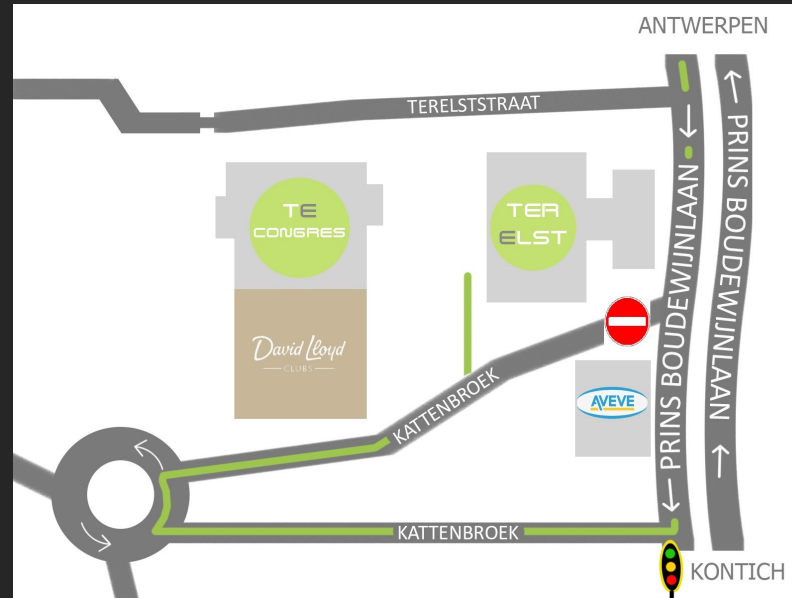 ANTWERPEN
TERELSTSTRAAT
PRINS BOUDEWIJNLAAN
PRINS BOUDEWIJNLAAN
TE
CONGRES
TER
ELST
David Lloyd
CLUBS
AVEVE
KATTENBROEK
KATTENBROEK
KONTICH